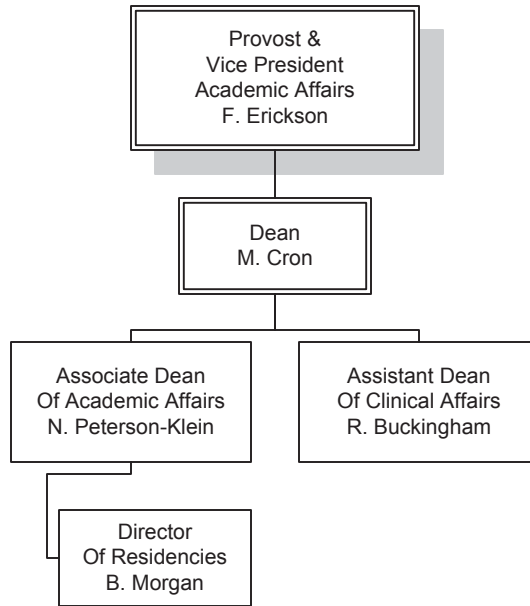 Provost &
Vice President
Academic Affairs
F. Erickson
Dean
M. Cron
Associate Dean
Of Academic Affairs
N. Peterson-Klein
Assistant Dean
Of Clinical Affairs
R. Buckingham
Director
Of Residencies
B. Morgan